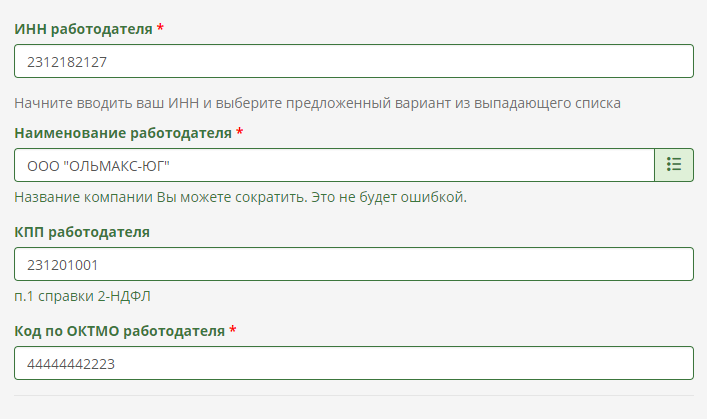 ИНН работодателя *
2312182127
Начните вводить ваш ИНН и выберите предложенный вариант из выпадающего списка
Наименование работодателя *
ООО "ОЛЬМАКС-ЮГ"
Название компании Вы можете сократить. Это не будет ошибкой.
КПП работодателя
231201001
п.1 справки 2-НДФЛ
Код по ОКТМО работодателя *
44444442223